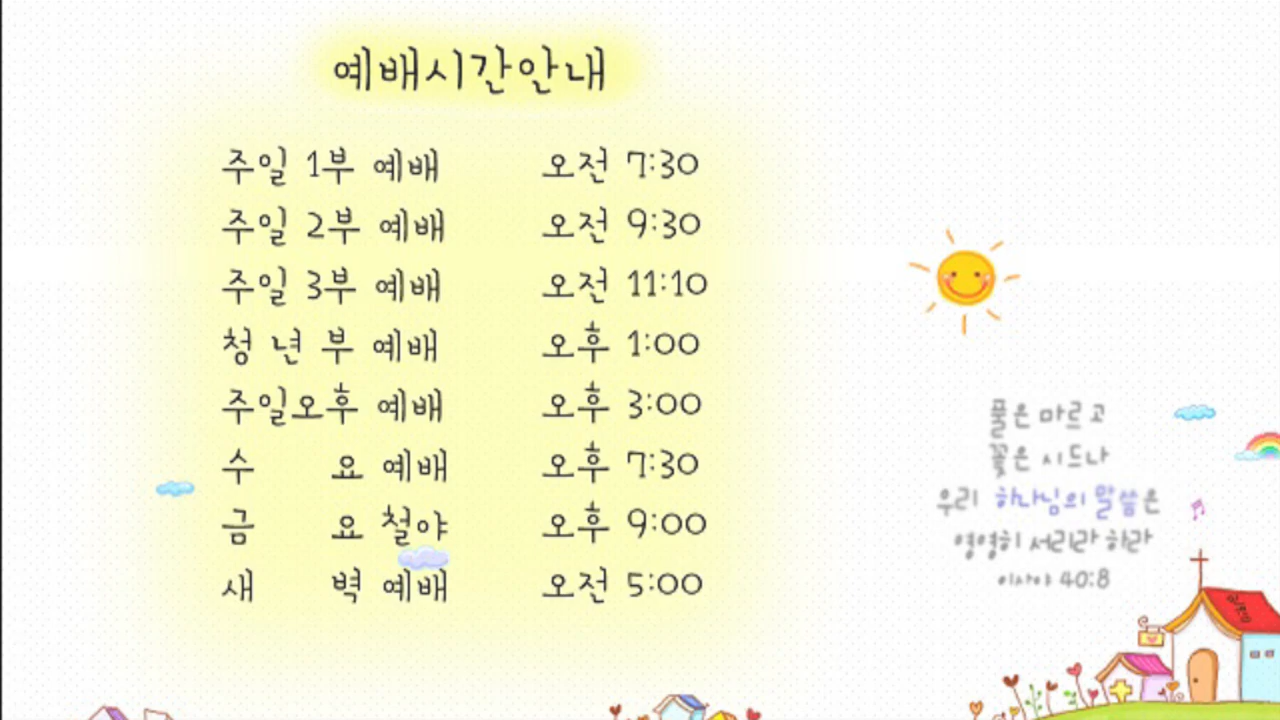 예배시간안내
주일 1부 예배 오전 7:30
주일 2부 예배 오전 9:30
주일 3부 예배 오전 11:10
청 년 부 예배 오후 1:00
주일오후 예배 오후 3:00
수 요 예배 오후 7:30
금 요 철야 오후 9:00
새 벽 예배 오전 5:00
풀은 마르고
꽃은 시드나
우리 하나님의 말씀은
영영히 서리라 하라
이사야 40:8